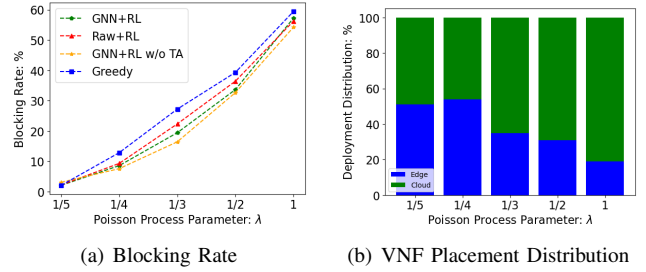 60
50
40
30
20
10
0
Blocking Rate: %
GNN+RL
Raw+RL
GNN+RL w/o TA
Greedy
1/5
1/4
1/3
1/2
1
Poisson Process Parameter: λ
(a) Blocking Rate
100
80
60
40
20
0
Deployment Distribution: %
Edge
Cloud
1/5
1/4
1/3
1/2
1
Poisson Process Parameter: λ
(b) VNF Placement Distribution